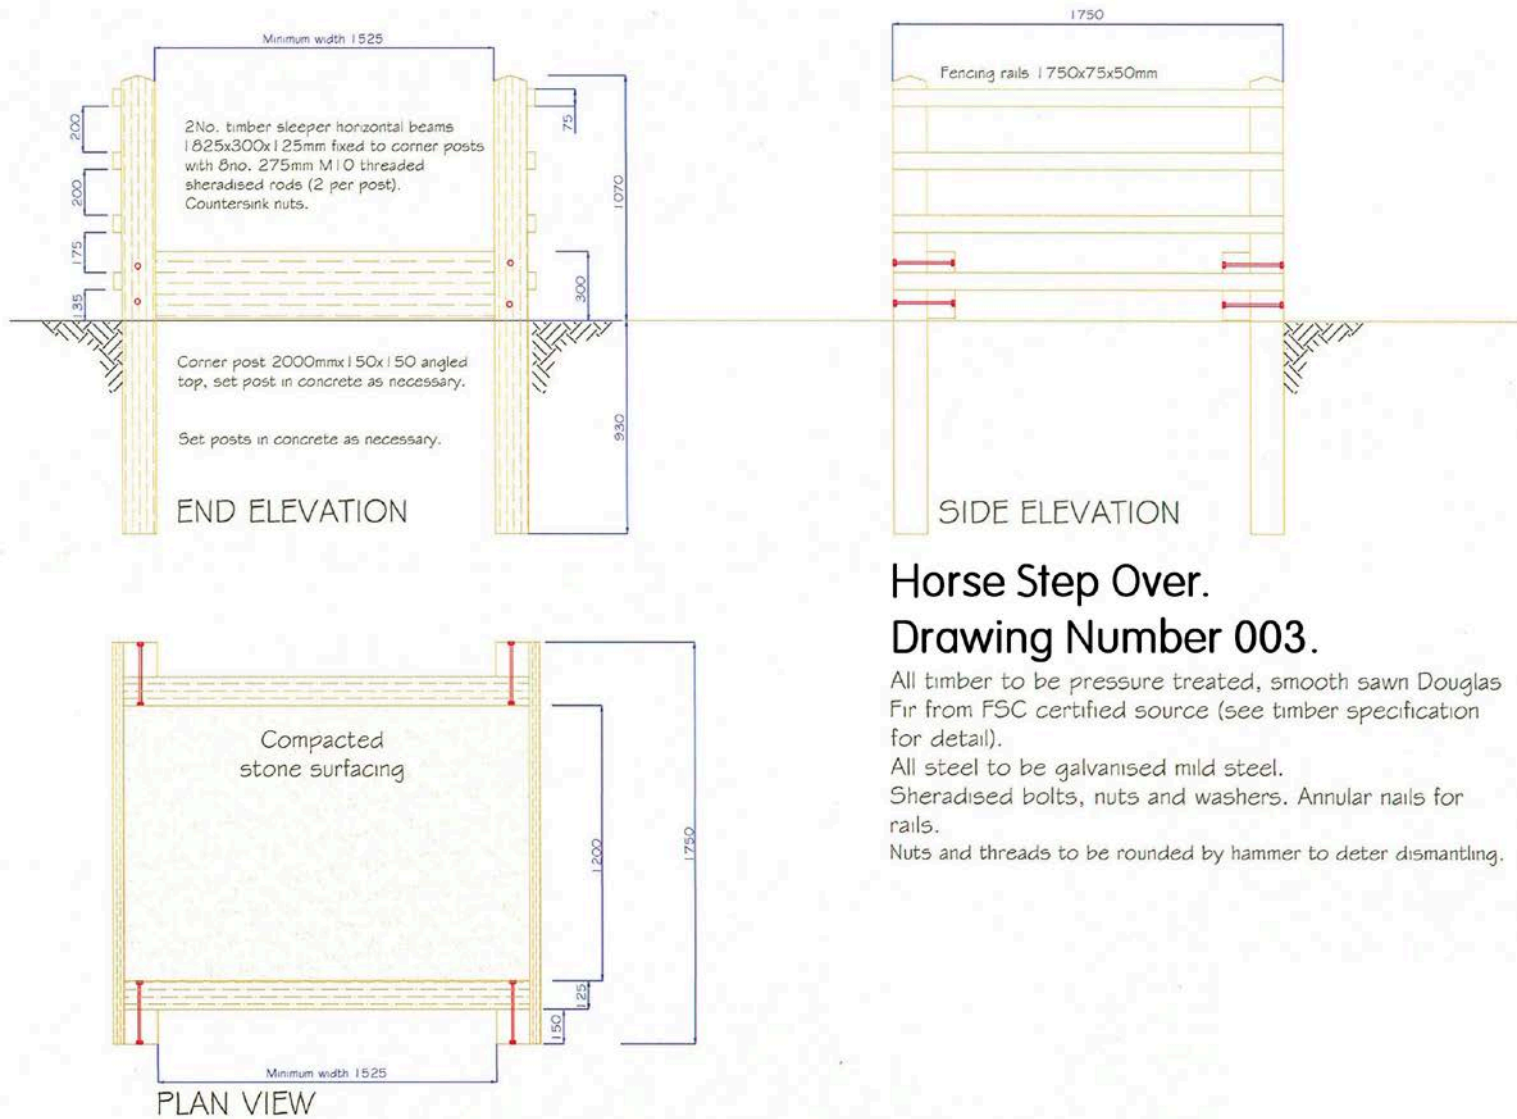 Minimum width 1525
200
200
175
135
2No. timber sleeper horizontal beams
1825x300x125mm fixed to corner posts
with 8no. 275mm M10 threaded
sheradised rods (2 per post).
Countersink nuts.
75
1070
300
930
Corner post 2000mmx150x150 angled
top, set post in concrete as necessary.
Set posts in concrete as necessary.
END ELEVATION
1750
Fencing rails 1750x75x50mm
SIDE ELEVATION
Horse Step Over.
Drawing Number 003.
All timber to be pressure treated, smooth sawn Douglas
Fir from FSC certified source (see timber specification
for detail).
All steel to be galvanised mild steel.
Sheradised bolts, nuts and washers. Annular nails for
rails.
Nuts and threads to be rounded by hammer to deter dismantling.
Compacted
stone surfacing
1200
1750
125
150
Minimum width 1525
PLAN VIEW